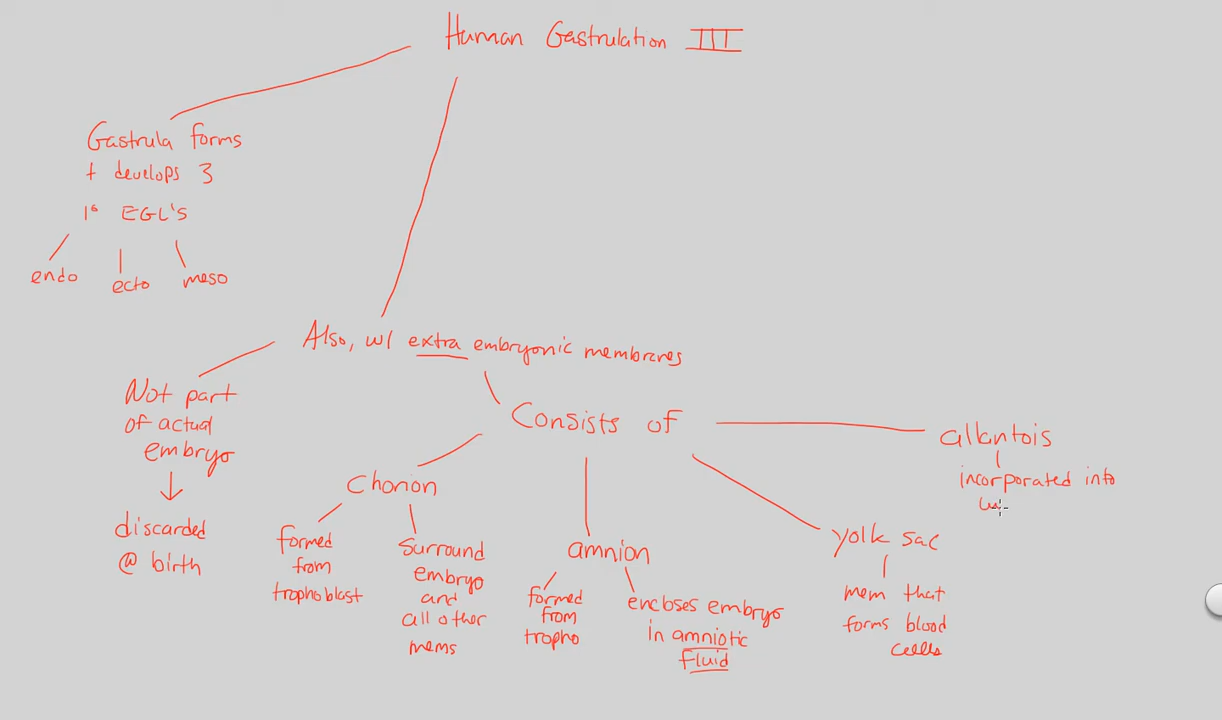 Human Gastrulation III
Gastrula forms
+ develops 3
1° EGL'S
endo
ecto
meso
Also, w/ extra embryonic membranes
Not part
of actual
embryo
discarded
@ birth
Consists of
Chorion
formed
from
trophoblast
Surround
embryo
and
all other
mems
amnion
formed
from
tropho
encloses embryo
in amniotic
fluid
yolk sac
mem that
forms blood
cells
allantois
incorporated into